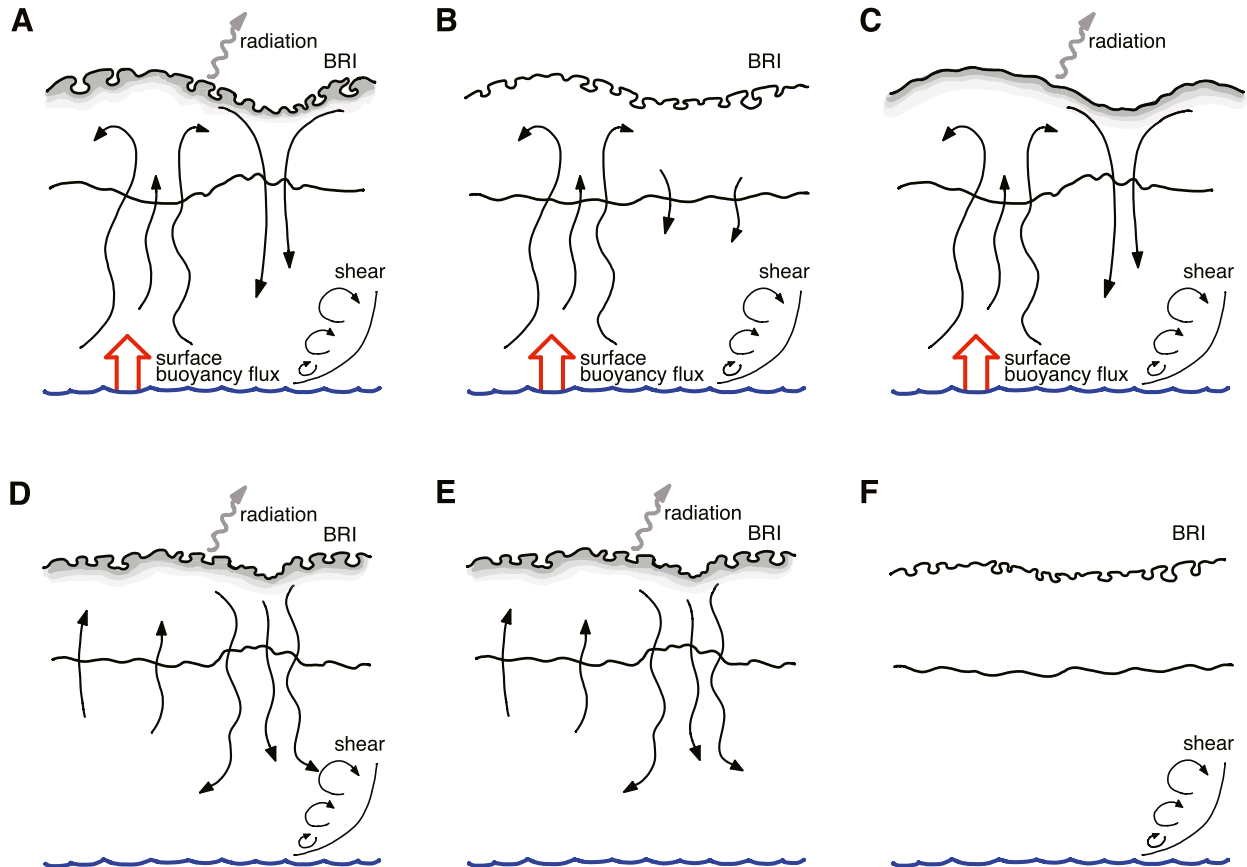 A
radiation
BRI
shear
surface
buoyancy flux
B
BRI
shear
surface
buoyancy flux
C
radiation
shear
surface
buoyancy flux
D
radiation
BRI
shear
E
radiation
BRI
F
BRI
shear